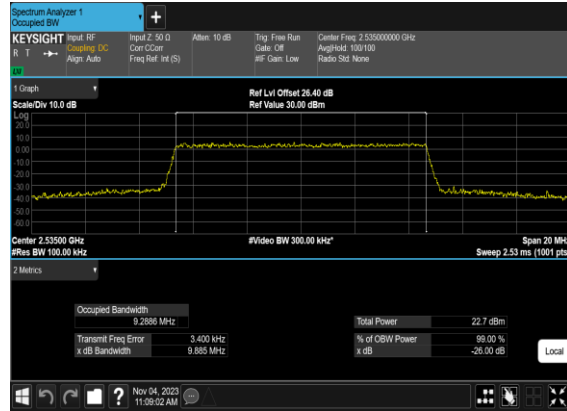 Spectrum Analyzer 1
Occupied BW
+
KEYSIGHT
R T
Input: RF
Coupling: DC
Align: Auto
Input Z: 50 Ω
Corr CCorr
Freq Ref: Int (S)
Atten: 10 dB
Trig: Free Run
Gate: Off
#IF Gain: Low
Center Freq: 2.535000000 GHz
Avg|Hold: 100/100
Radio Std: None
1 Graph
Scale/Div 10.0 dB
Ref Lvl Offset 26.40 dB
Ref Value 30.00 dBm
Log
20.0
10.0
0.00
-10.0
-20.0
-30.0
-40.0
-50.0
-60.0
Center 2.53500 GHz
#Res BW 100.00 kHz
#Video BW 300.00 kHz*
Span 20 MHz
Sweep 2.53 ms (1001 pts)
2 Metrics
Occupied Bandwidth
9.2886 MHz
Total Power 22.7 dBm
Transmit Freq Error 3.400 kHz
% of OBW Power 99.00 %
x dB Bandwidth 9.885 MHz
x dB -26.00 dB
Local
?
Nov 04, 2023
11:09:02 AM